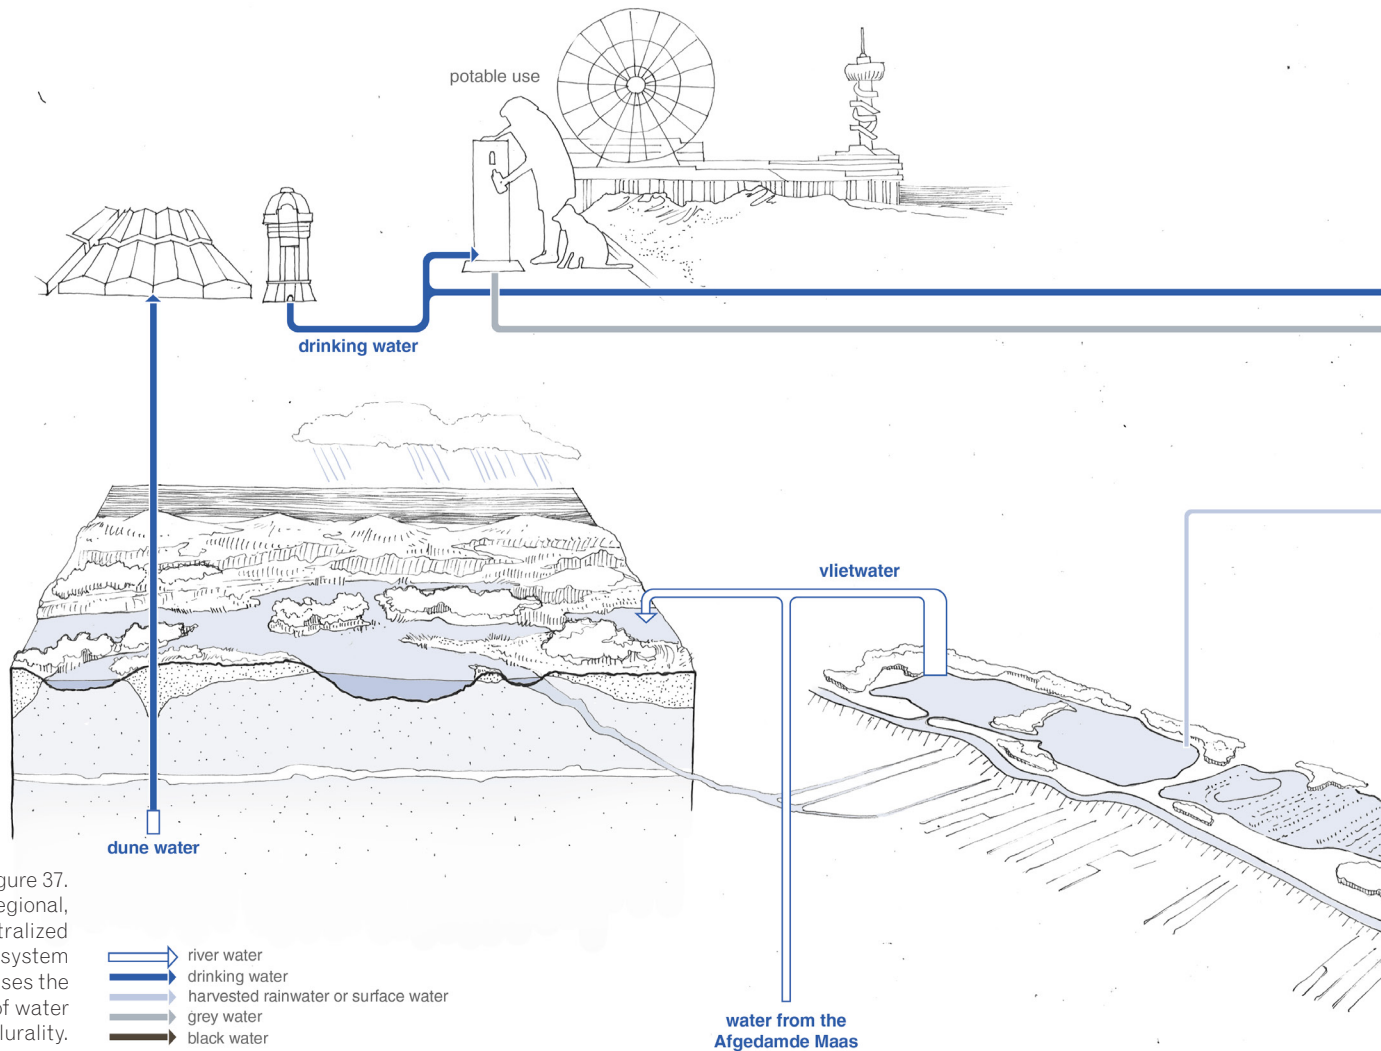 potable use
drinking water
vlietwater
dune water
gure 37.
egional,
tralized
system
ses the
of water
lurality.
river water
drinking water
harvested rainwater or surface water
grey water
black water
water from the
Afgedamde Maas